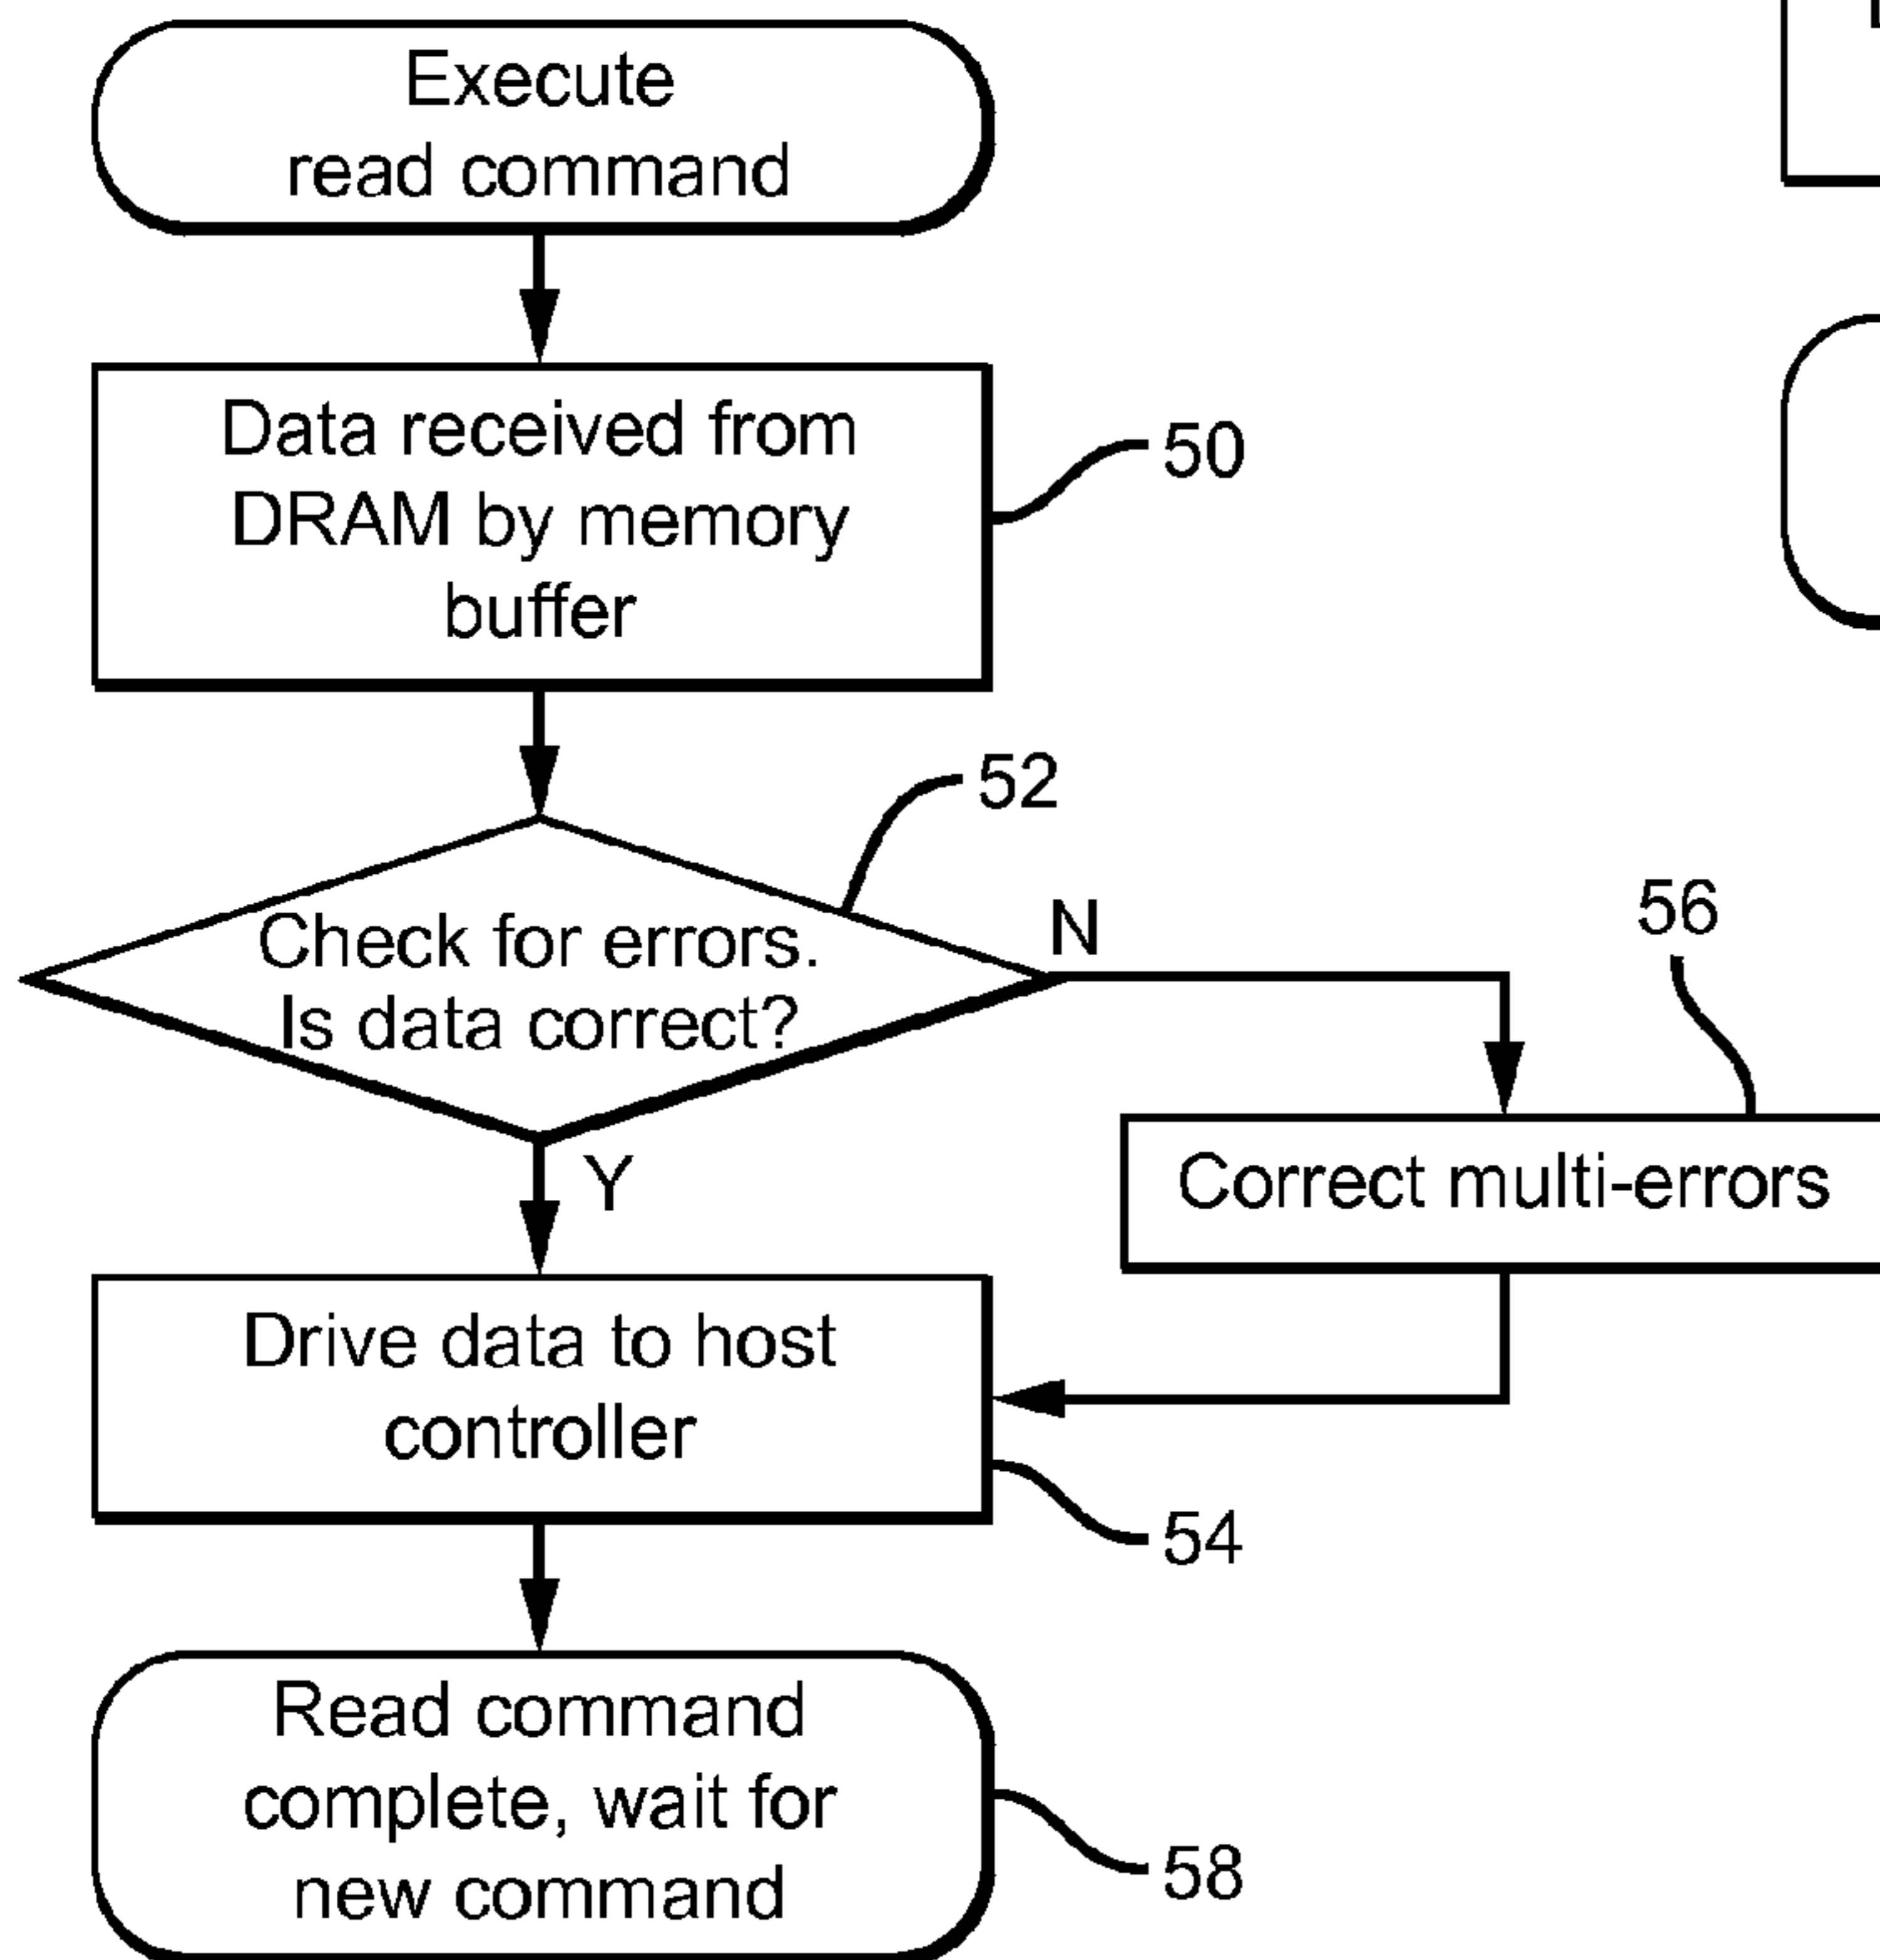 Execute
read command
Data received from
DRAM by memory
buffer
50
52
Check for errors.
Is data correct?
N
56
Y
Correct multi-errors
Drive data to host
controller
54
Read command
complete, wait for
new command
58